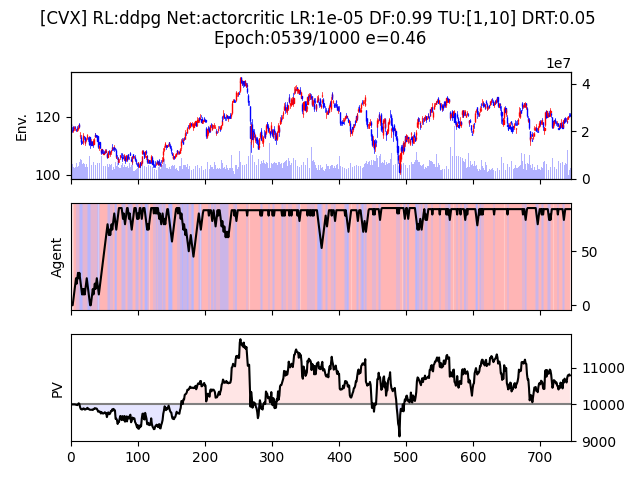 [CVX] RL:ddpg Net:actorcritic LR:1e-05 DF:0.99 TU:[1,10] DRT:0.05
Epoch:0539/1000 e=0.46
1e7
Env.
120
100
4
2
0
Agent
50
0
PV
11000
10000
9000
0 100 200 300 400 500 600 700